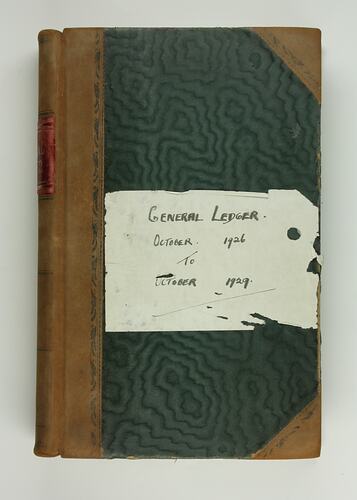 GENERAL LEDGER.
OCTOBER. 1926
TO
OCTOBER 1929.